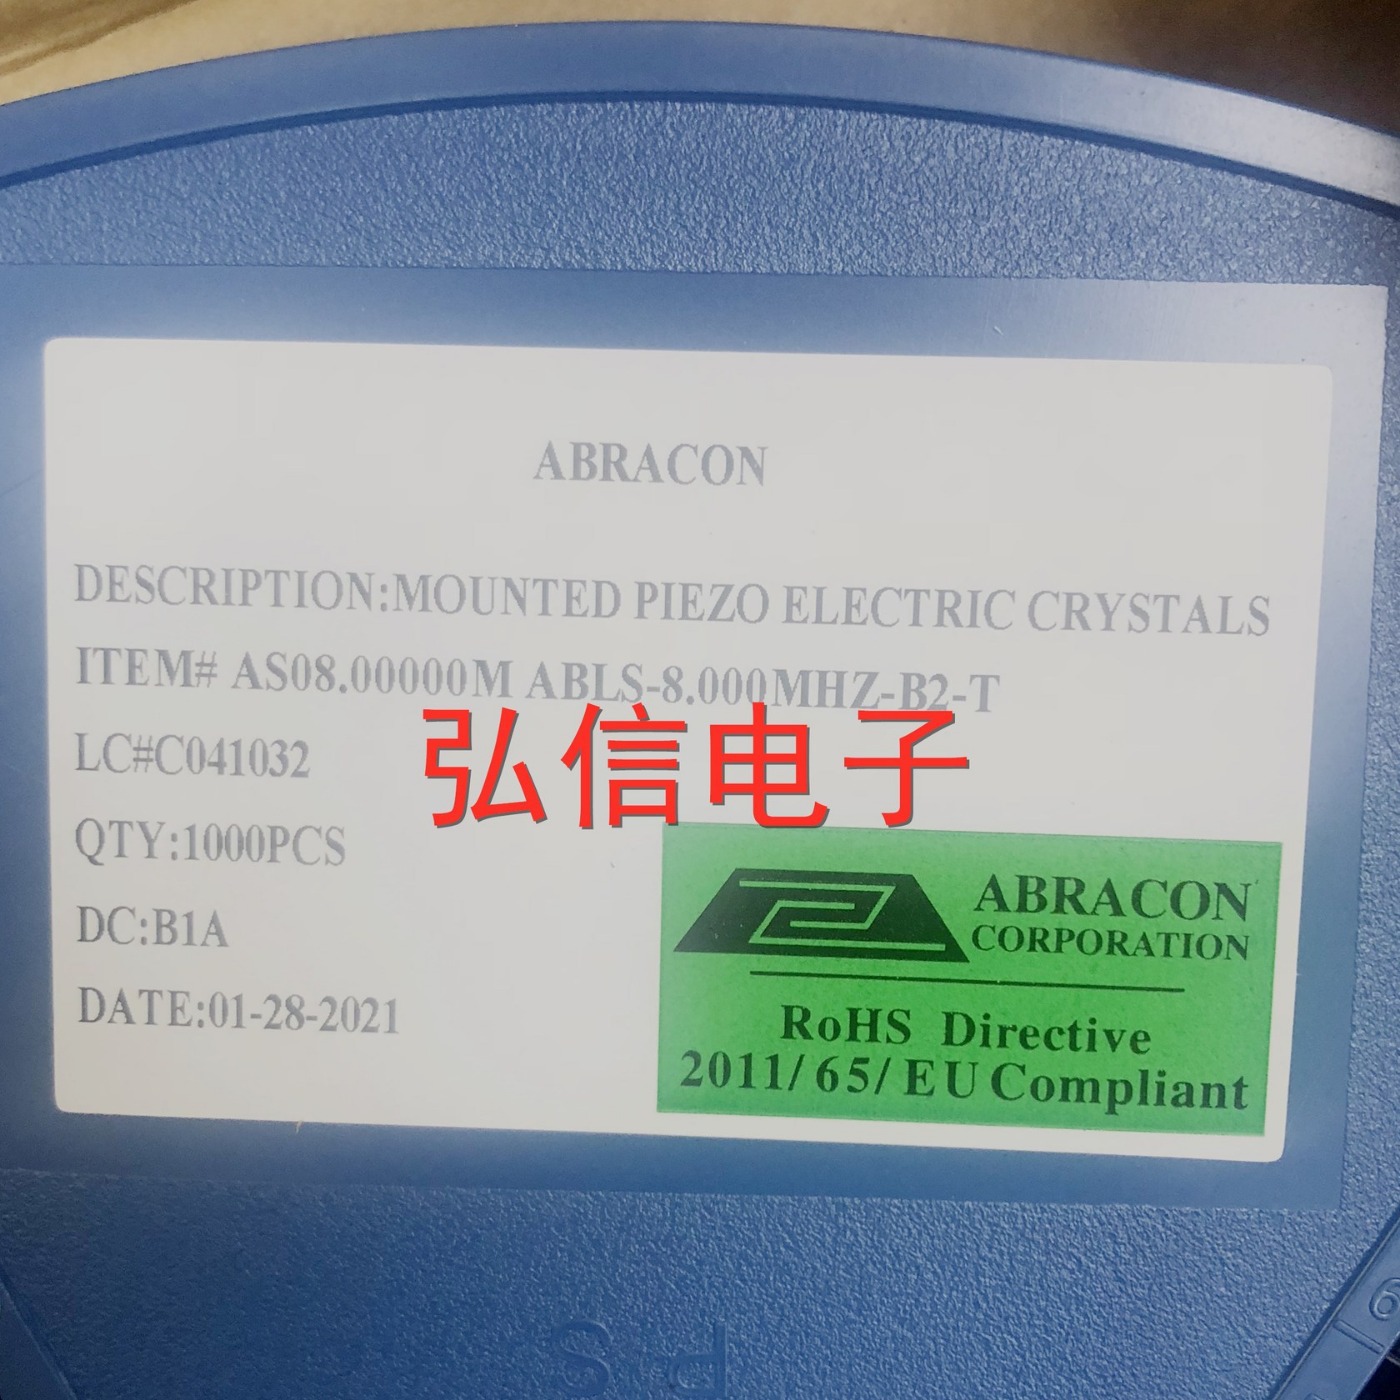 ABRACON
DESCRIPTION:MOUNTED PIEZO ELECTRIC CRYSTALS
ITEM# AS08.00000M ABLS-8.000MHZ-B2-T
弘信电子
LC#C041032
QTY:1000PCS
DC:B1A
DATE:01-28-2021
ABRACON
CORPORATION
RoHS Directive
2011/65/EU Compliant
PS